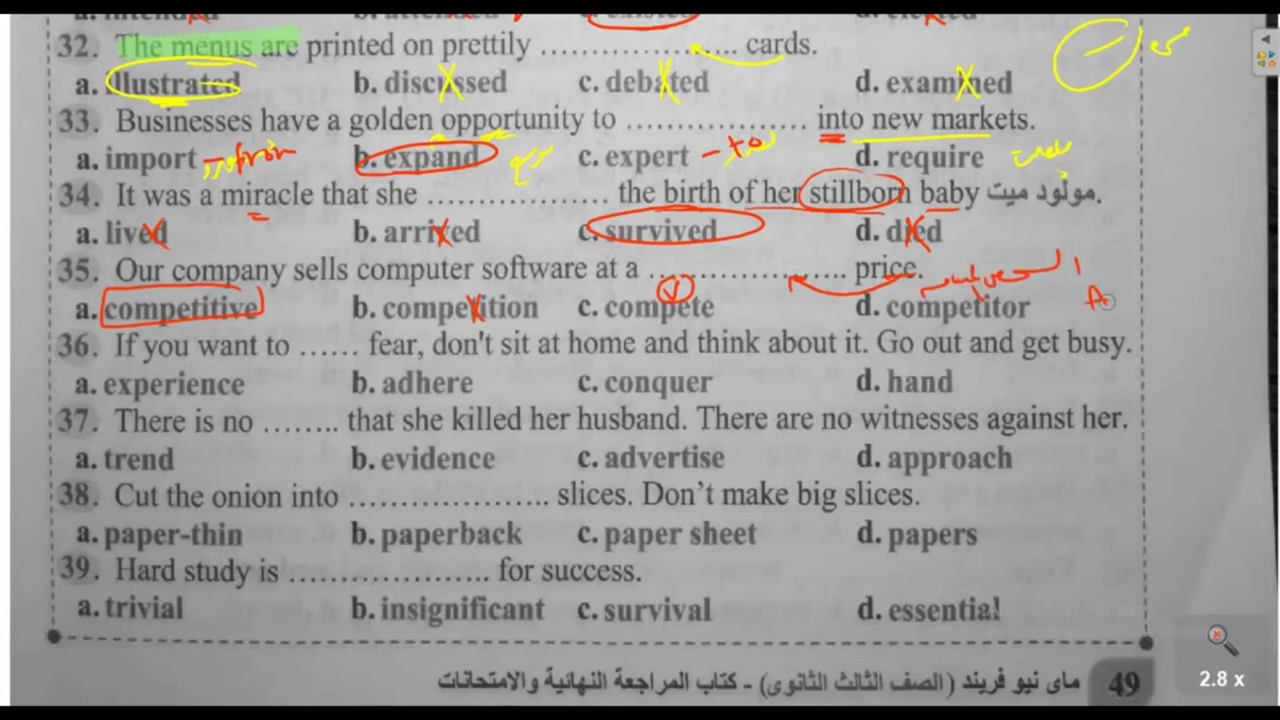 32. The menus are printed on prettily .................... cards.
a. illustrated b. discussed c. debated d. examined
33. Businesses have a golden opportunity to .................. into new markets.
a. import from b. expand c. expert - to d. require
34. It was a miracle that she .................. the birth of her stillborn baby مولود ميت.
a. lived b. arrived c. survived d. died
35. Our company sells computer software at a .................... price.
a. competitive b. competition c. compete d. competitor
36. If you want to ...... fear, don't sit at home and think about it. Go out and get busy.
a. experience b. adhere c. conquer d. hand
37. There is no ........ that she killed her husband. There are no witnesses against her.
a. trend b. evidence c. advertise d. approach
38. Cut the onion into ..................... slices. Don't make big slices.
a. paper-thin b. paperback c. paper sheet d. papers
39. Hard study is .................... for success.
a. trivial b. insignificant c. survival d. essential
49 ماى نيو فريند (الصف الثالث الثانوى) - كتاب المراجعة النهائية والامتحانات
2.8 x